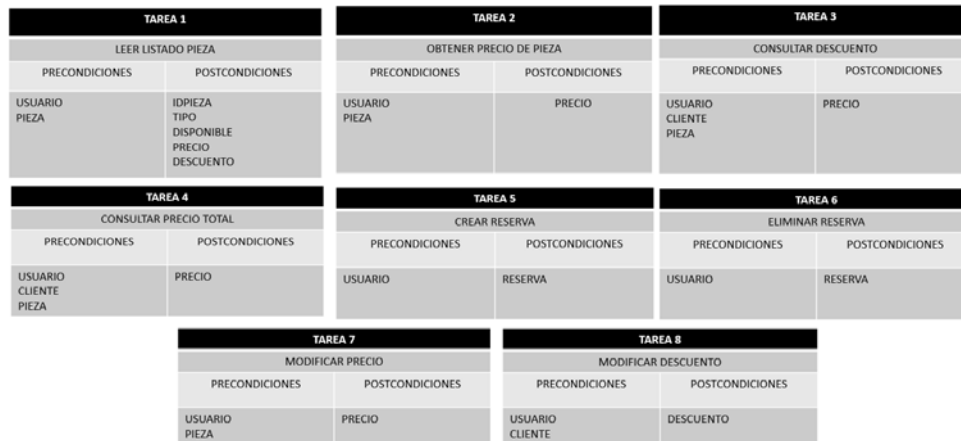 TAREA 1
LEER LISTADO PIEZA
PRECONDICIONES POSTCONDICIONES
USUARIO IDPIEZA
PIEZA TIPO
DISPONIBLE
PRECIO
DESCUENTO
TAREA 2
OBTENER PRECIO DE PIEZA
PRECONDICIONES POSTCONDICIONES
USUARIO PRECIO
PIEZA
TAREA 3
CONSULTAR DESCUENTO
PRECONDICIONES POSTCONDICIONES
USUARIO PRECIO
CLIENTE
PIEZA
TAREA 4
CONSULTAR PRECIO TOTAL
PRECONDICIONES POSTCONDICIONES
USUARIO PRECIO
CLIENTE
PIEZA
TAREA 5
CREAR RESERVA
PRECONDICIONES POSTCONDICIONES
USUARIO RESERVA
TAREA 6
ELIMINAR RESERVA
PRECONDICIONES POSTCONDICIONES
USUARIO RESERVA
TAREA 7
MODIFICAR PRECIO
PRECONDICIONES POSTCONDICIONES
USUARIO PRECIO
PIEZA
TAREA 8
MODIFICAR DESCUENTO
PRECONDICIONES POSTCONDICIONES
USUARIO DESCUENTO
CLIENTE